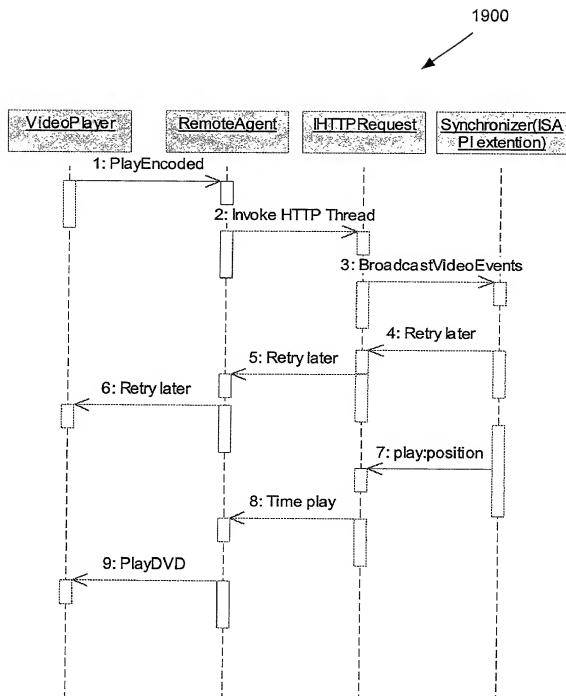 1900
VideoPlayer
RemoteAgent
IHTTPRequest
Synchronizer(ISA
PI extention)
1: PlayEncoded
2: Invoke HTTP Thread
3: BroadcastVideoEvents
4: Retry later
5: Retry later
6: Retry later
7: play:position
8: Time play
9: PlayDVD